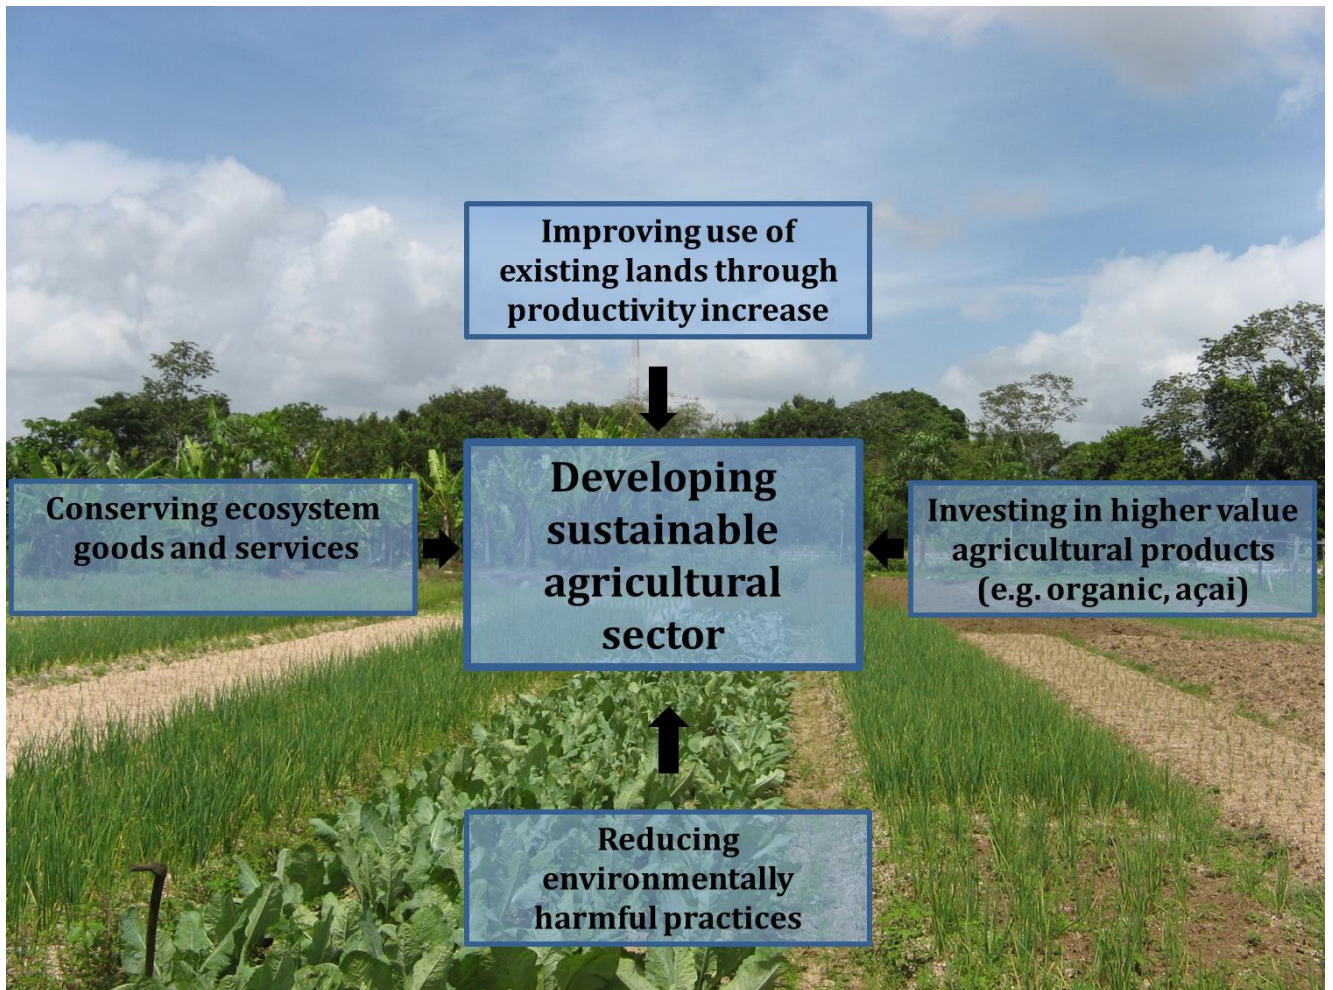 Improving use of
existing lands through
productivity increase
Conserving ecosystem
goods and services
Developing
sustainable
agricultural
sector
Investing in higher value
agricultural products
(e.g. organic, açai)
Reducing
environmentally
harmful practices